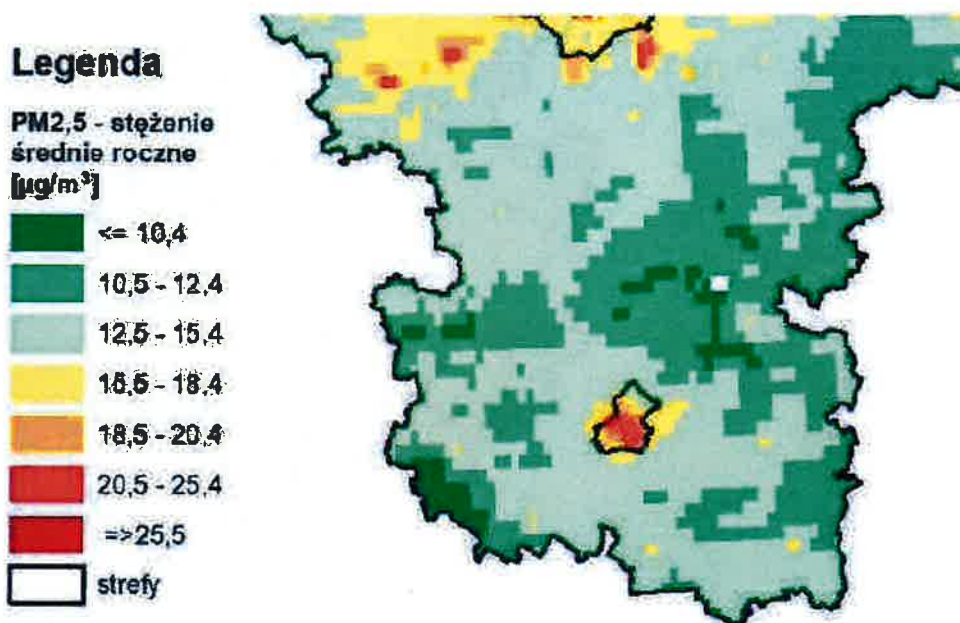 Legenda
PM2,5 - stężenie
średnie roczne
[µg/m³]
<= 10,4
10,5 - 12,4
12,5 - 15,4
15,5 - 18,4
18,5 - 20,4
20,5 - 25,4
=>25,5
strefy